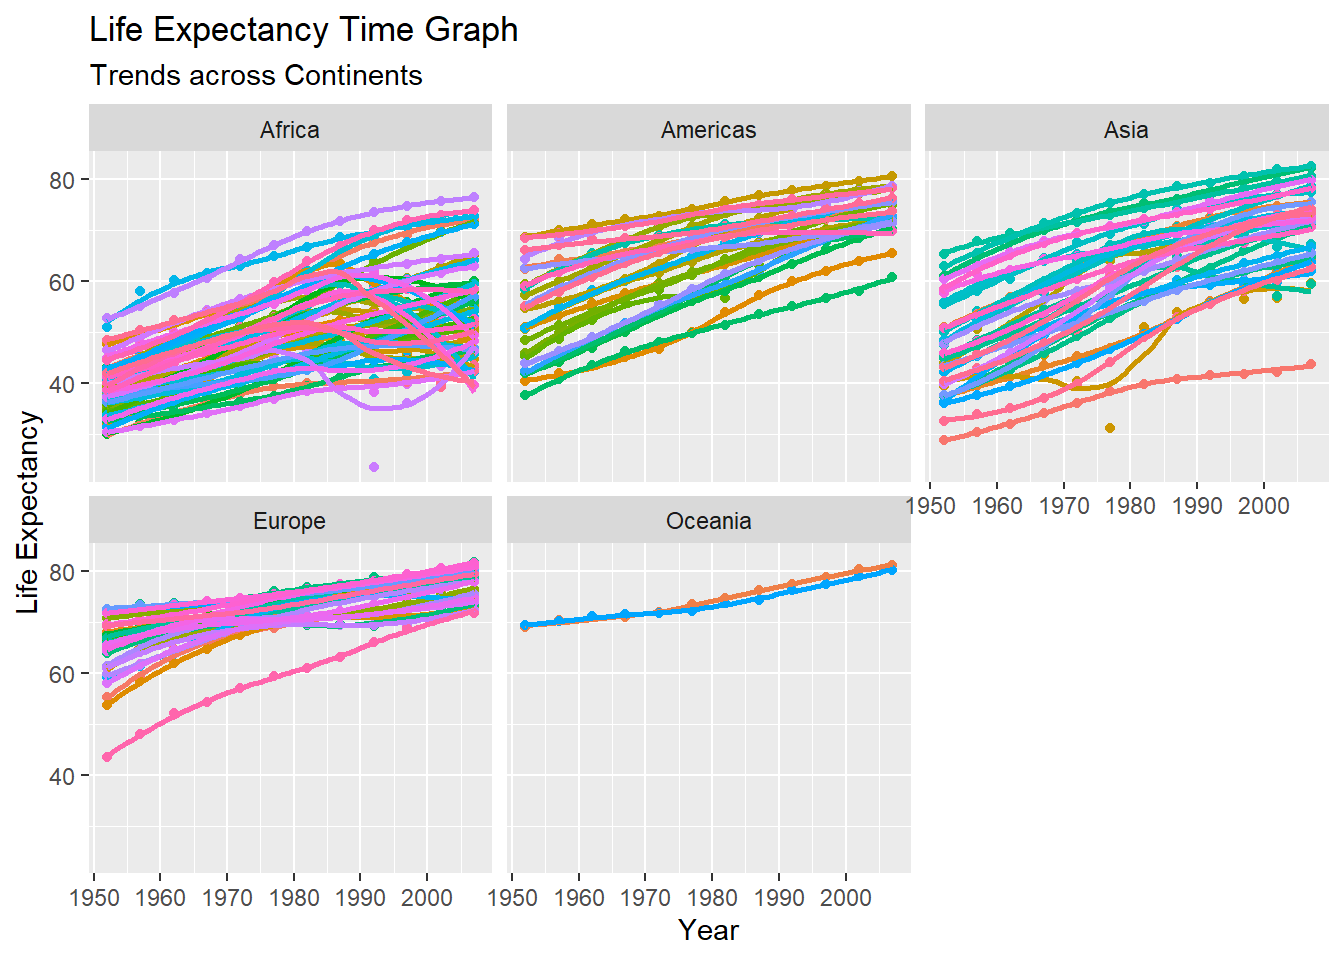 Life Expectancy Time Graph
Trends across Continents
Africa
Americas
Asia
80
60
40
1950 1960 1970 1980 1990 2000
Europe
Oceania
80
60
40
1950 1960 1970 1980 1990 2000
1950 1960 1970 1980 1990 2000
Life Expectancy
Year